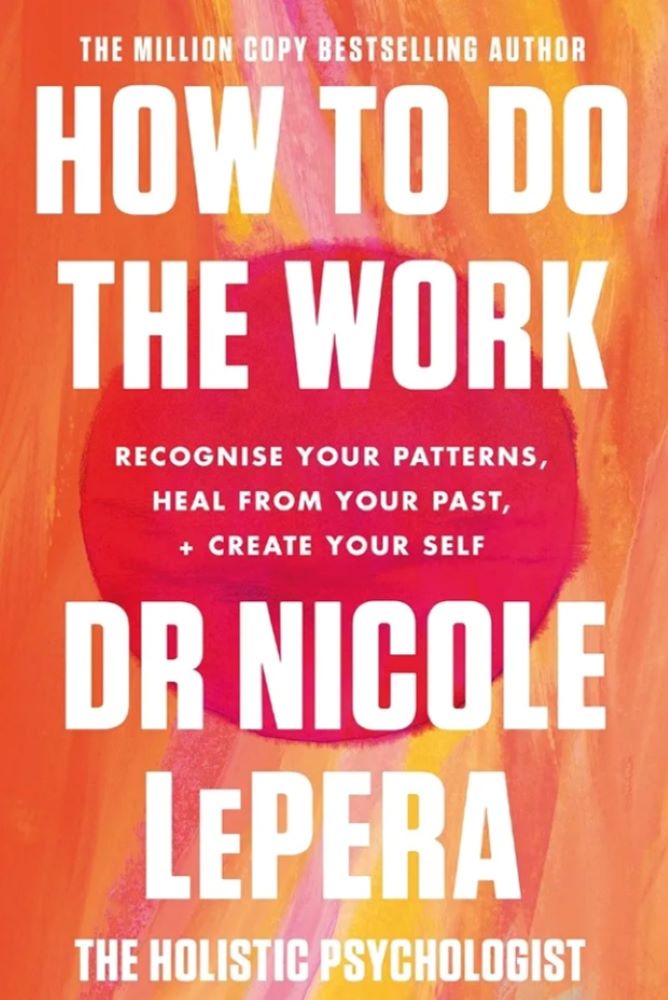 THE MILLION COPY BESTSELLING AUTHOR
HOW TO DO
THE WORK
RECOGNISE YOUR PATTERNS,
HEAL FROM YOUR PAST,
+ CREATE YOUR SELF
DR NICOLE
LEPERA
THE HOLISTIC PSYCHOLOGIST